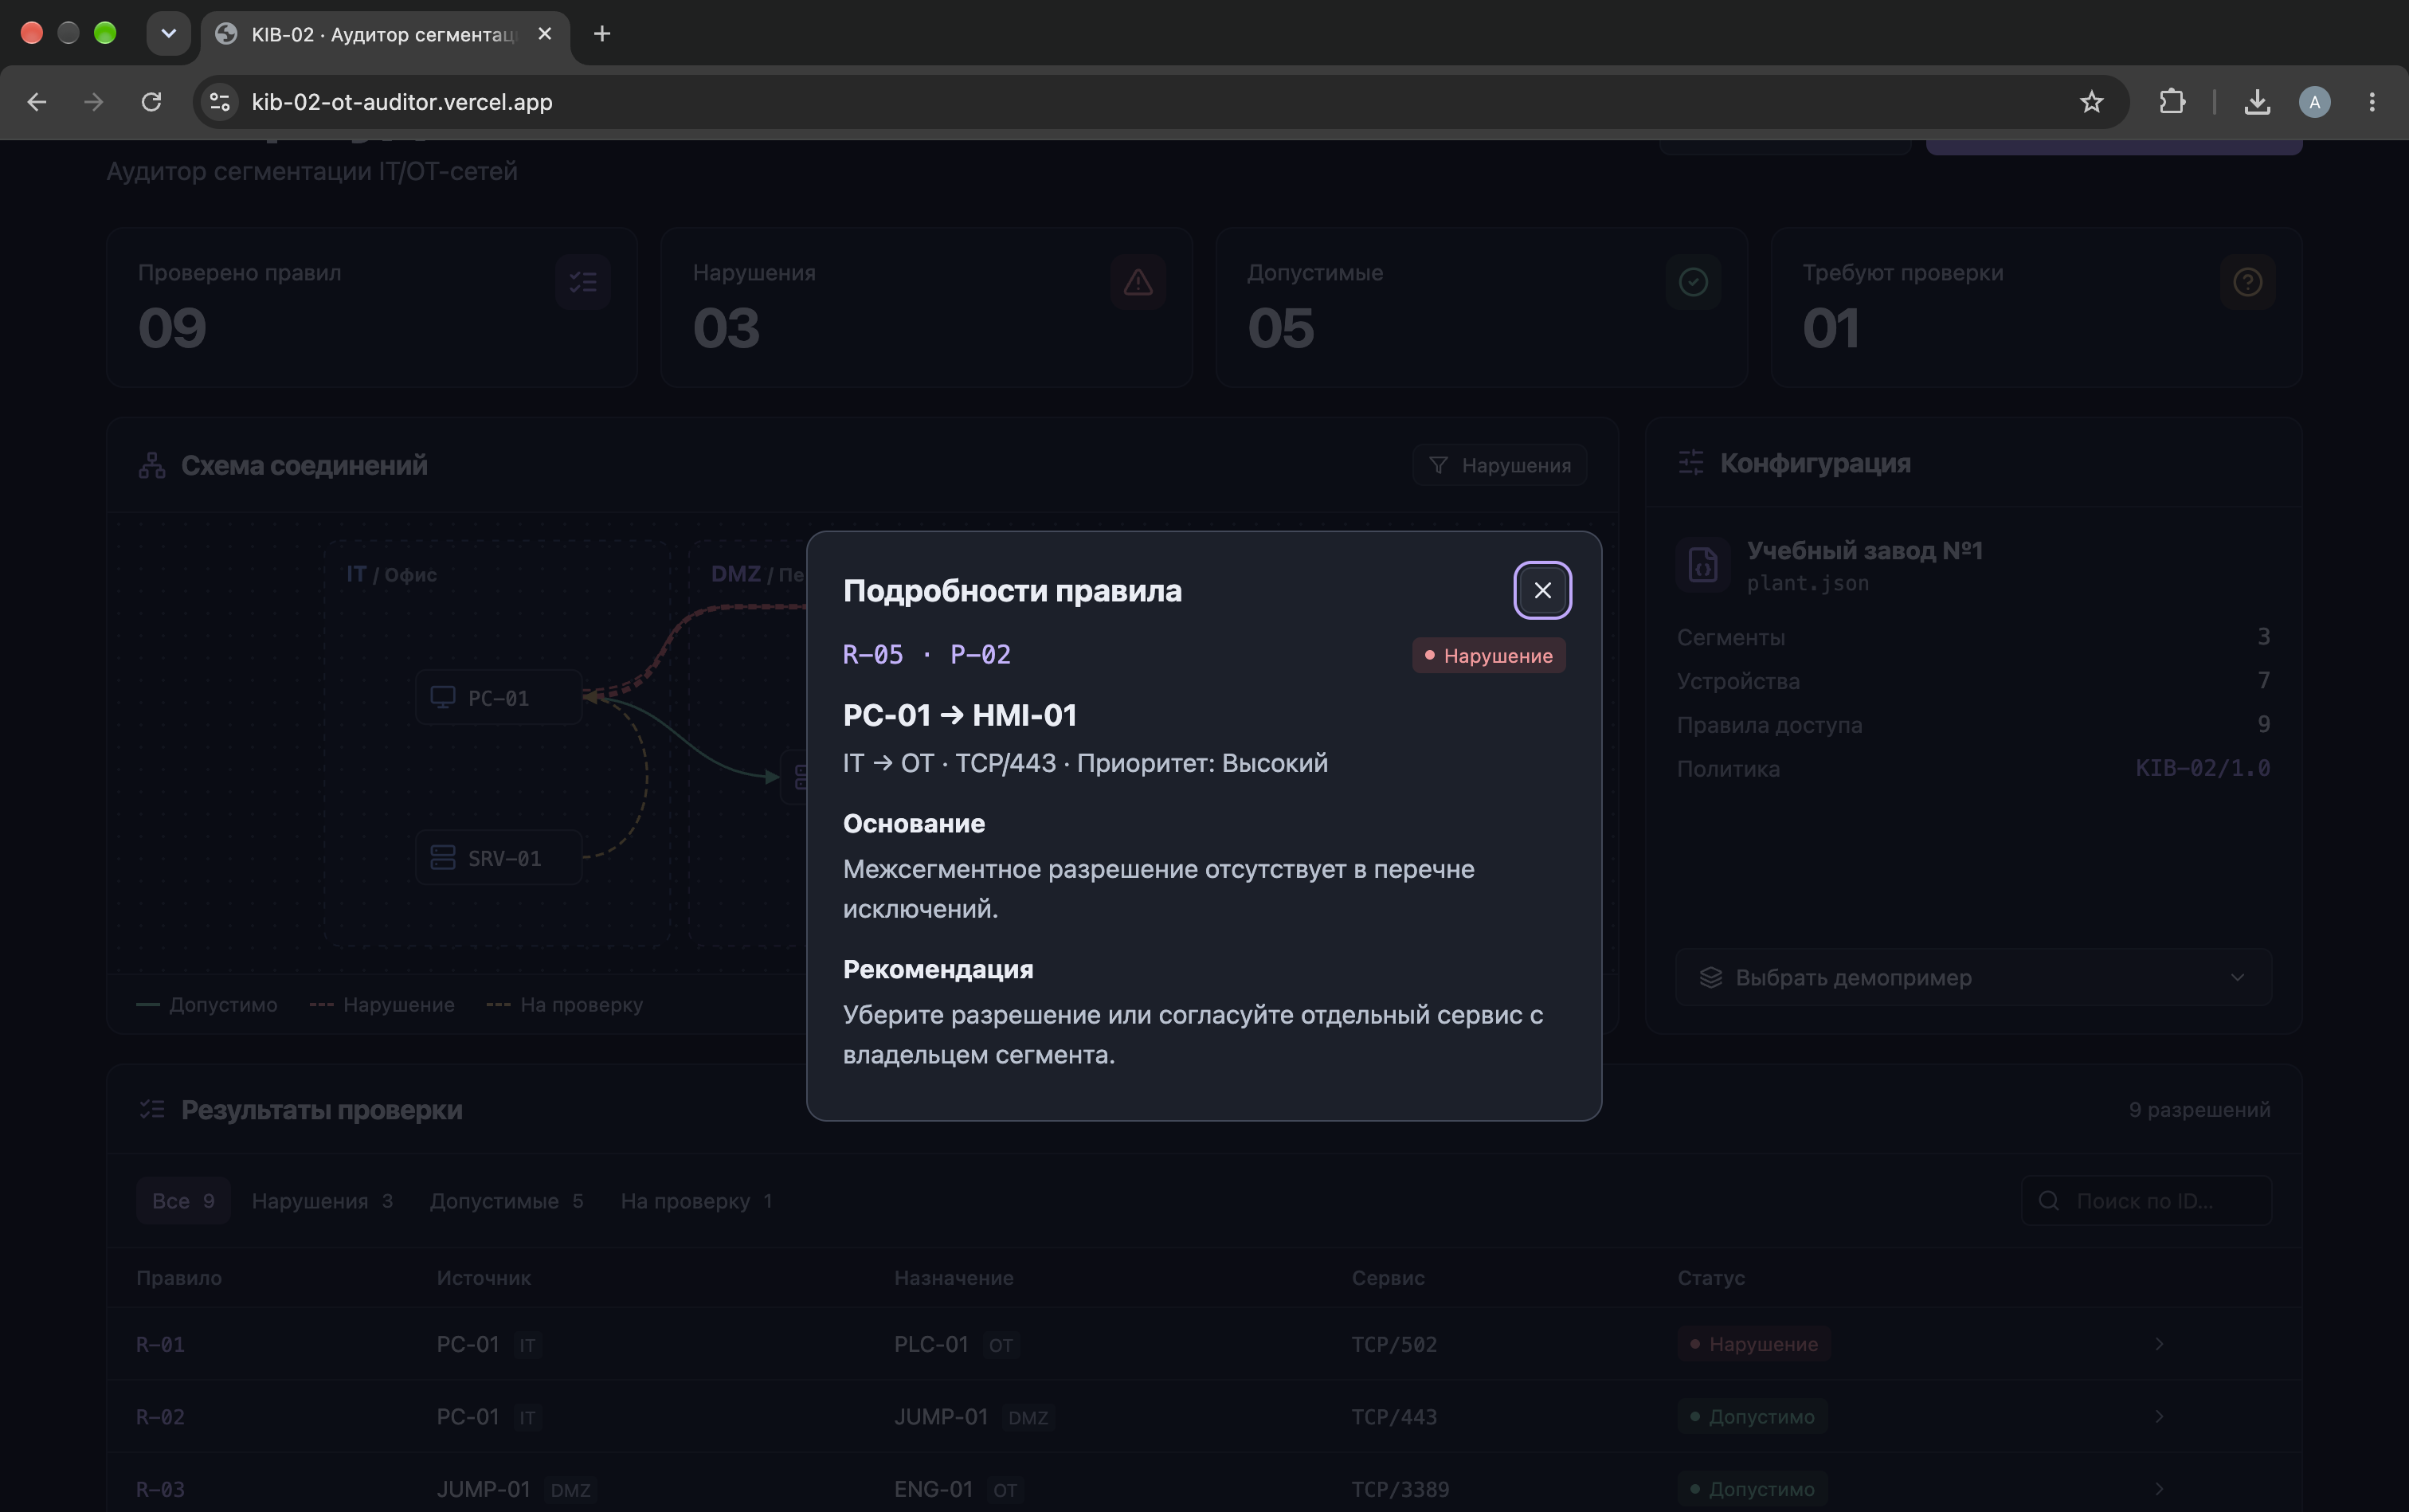 KIB-02 · Аудитор сегментац
kib-02-ot-auditor.vercel.app
A
Аудитор сегментации IT/OT-сетей
Проверено правил
09
Нарушения
03
Допустимые
05
Требуют проверки
01
Схема соединений
Нарушения
IT / Офис
DMZ / Пе
PC-01
SRV-01
Допустимо
Нарушение
На проверку
Конфигурация
Учебный завод №1
plant.json
Сегменты 3
Устройства 7
Правила доступа 9
Политика KIB-02/1.0
Выбрать демопример
Подробности правила
R-05 · P-02
Нарушение
PC-01 → HMI-01
IT → OT · TCP/443 · Приоритет: Высокий
Основание
Межсегментное разрешение отсутствует в перечне
исключений.
Рекомендация
Уберите разрешение или согласуйте отдельный сервис с
владельцем сегмента.
Результаты проверки
9 разрешений
Все 9 Нарушения 3 Допустимые 5 На проверку 1
Поиск по ID...
Правило Источник Назначение Сервис Статус
R-01 PC-01 IT PLC-01 OT TCP/502 Нарушение
R-02 PC-01 IT JUMP-01 DMZ TCP/443 Допустимо
R-03 JUMP-01 DMZ ENG-01 OT TCP/3389 Допустимо